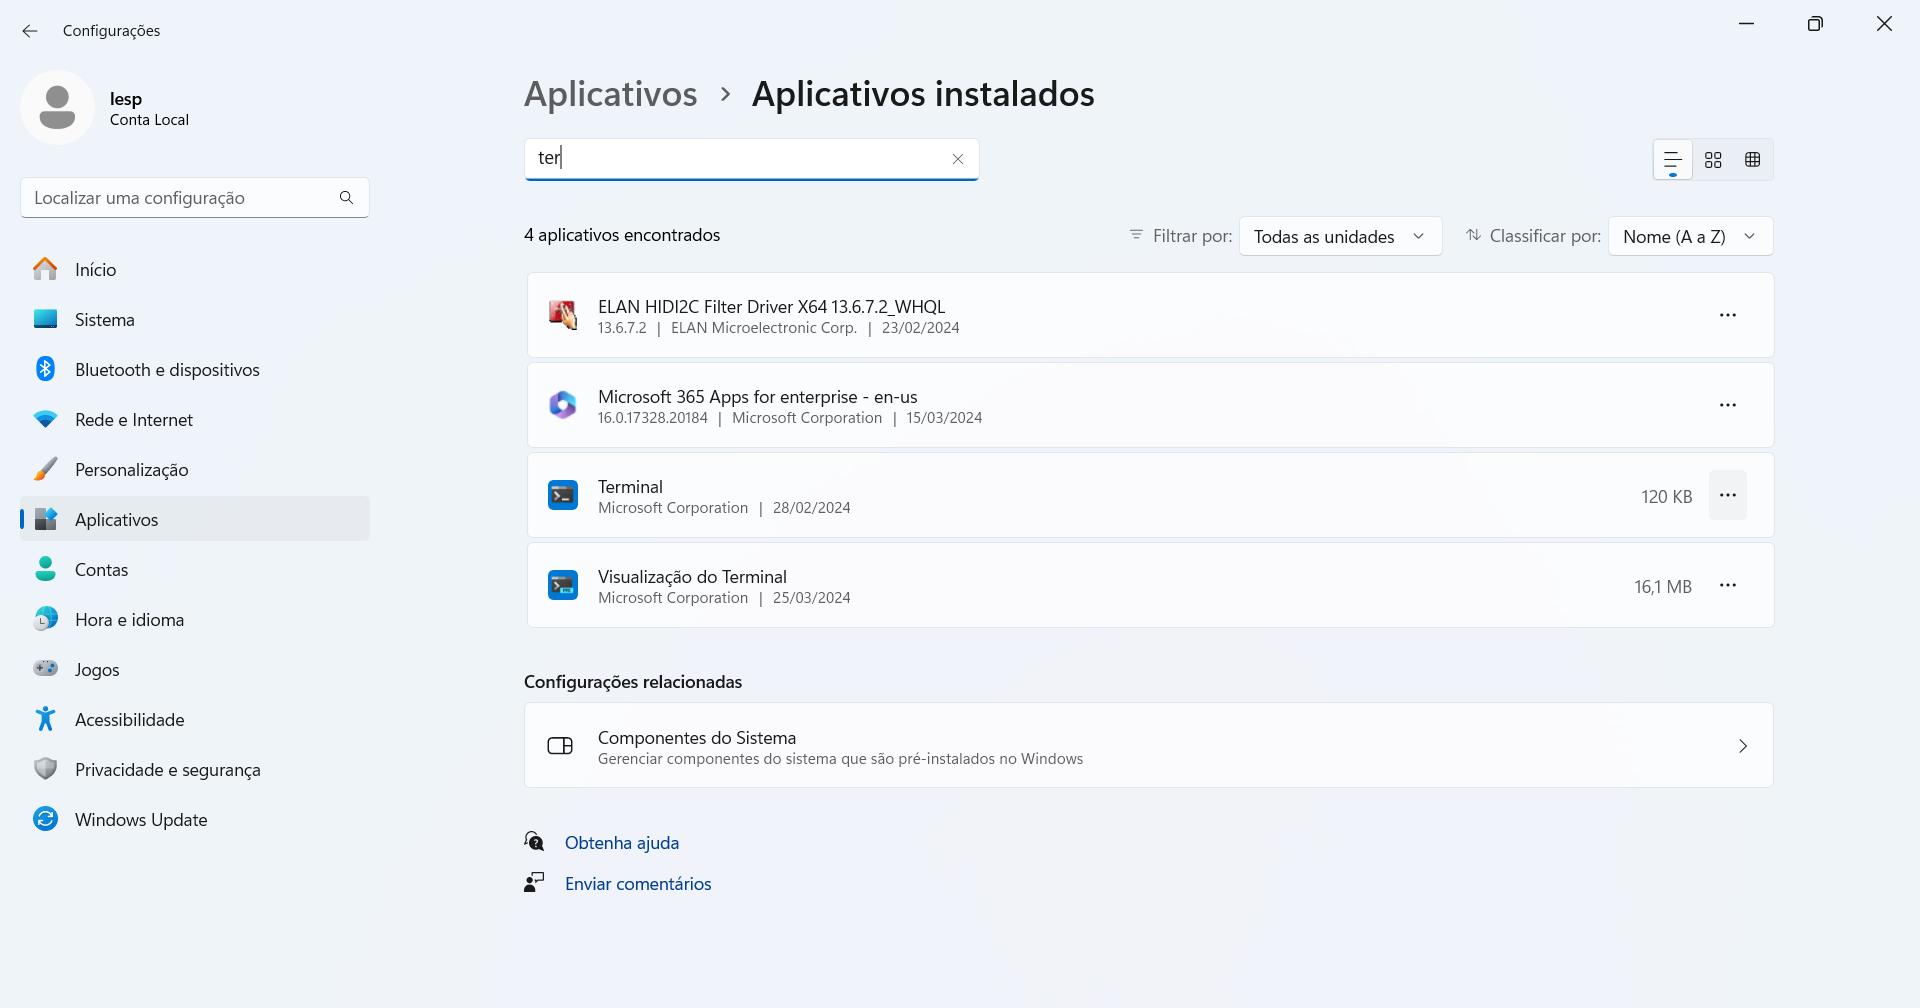 Configurações
lesp
Conta Local
Localizar uma configuração
Início
Sistema
Bluetooth e dispositivos
Rede e Internet
Personalização
Aplicativos
Contas
Hora e idioma
Jogos
Acessibilidade
Privacidade e segurança
Windows Update
Aplicativos > Aplicativos instalados
ter
4 aplicativos encontrados
Filtrar por: Todas as unidades
Classificar por: Nome (A a Z)
ELAN HIDI2C Filter Driver X64 13.6.7.2_WHQL
13.6.7.2 | ELAN Microelectronic Corp. | 23/02/2024
Microsoft 365 Apps for enterprise - en-us
16.0.17328.20184 | Microsoft Corporation | 15/03/2024
Terminal
Microsoft Corporation | 28/02/2024
120 KB
Visualização do Terminal
Microsoft Corporation | 25/03/2024
16,1 MB
Configurações relacionadas
Componentes do Sistema
Gerenciar componentes do sistema que são pré-instalados no Windows
Obtenha ajuda
Enviar comentários